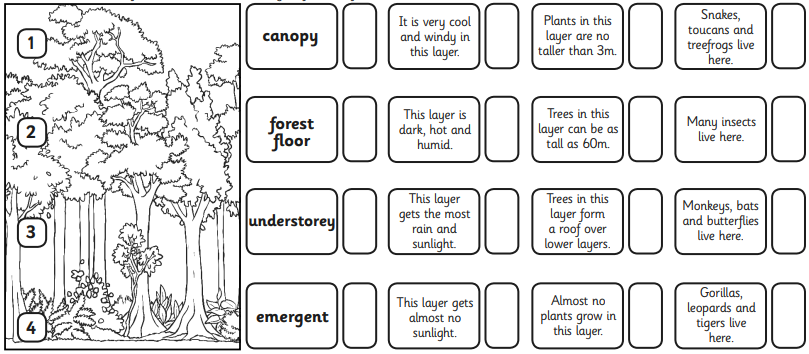 1
2
3
4
canopy
It is very cool
and windy in
this layer.
Plants in this
layer are no
taller than 3m.
Snakes,
toucans and
treefrogs live
here.
forest
floor
This layer is
dark, hot and
humid.
Trees in this
layer can be as
tall as 60m.
Many insects
live here.
understorey
This layer
gets the most
rain and
sunlight.
Trees in this
layer form
a roof over
lower layers.
Monkeys, bats
and butterflies
live here.
emergent
This layer gets
almost no
sunlight.
Almost no
plants grow in
this layer.
Gorillas,
leopards and
tigers live
here.